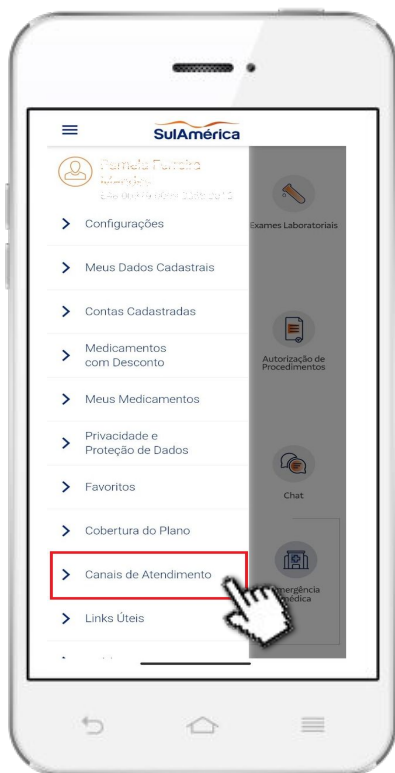 SulAmérica
Configurações
Meus Dados Cadastrais
Contas Cadastradas
Medicamentos
com Desconto
Meus Medicamentos
Privacidade e
Proteção de Dados
Favoritos
Cobertura do Plano
Canais de Atendimento
Links Úteis
Exames Laboratoriais
Autorização de
Procedimentos
Chat